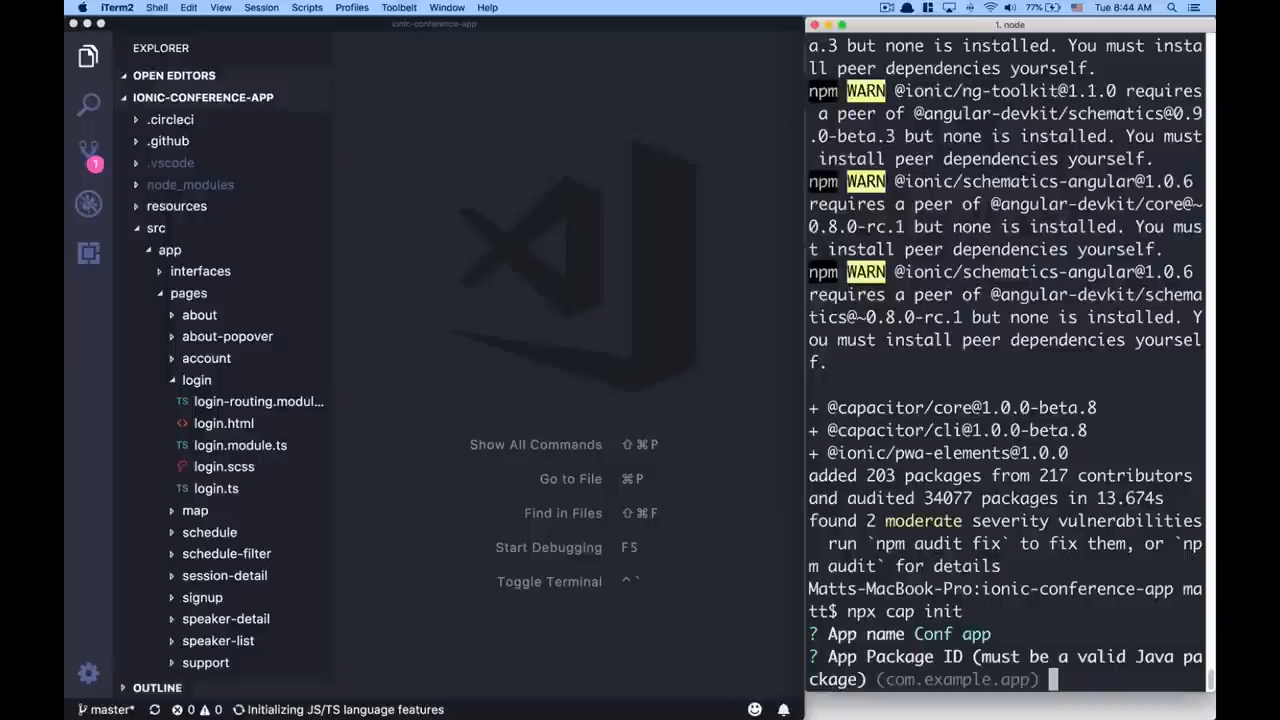 iTerm2 Shell Edit View Session Scripts Profiles Toolbelt Window Help 77% Tue 8:44 AM
ionic-conference-app
1. node
EXPLORER
OPEN EDITORS
IONIC-CONFERENCE-APP
.circleci
.github
.vscode
node_modules
resources
src
app
interfaces
pages
about
about-popover
account
login
TS login-routing.modul...
<> login.html
TS login.module.ts
login.scss
TS login.ts
map
schedule
schedule-filter
session-detail
signup
speaker-detail
speaker-list
support
OUTLINE
1
Show All Commands ⇧⌘P
Go to File ⌘P
Find in Files ⇧⌘F
Start Debugging F5
Toggle Terminal ⌃`
master* 0 0 Initializing JS/TS language features
a.3 but none is installed. You must insta
ll peer dependencies yourself.
npm WARN @ionic/ng-toolkit@1.1.0 requires
a peer of @angular-devkit/schematics@0.9
.0-beta.3 but none is installed. You must
install peer dependencies yourself.
npm WARN @ionic/schematics-angular@1.0.6
requires a peer of @angular-devkit/core@~
0.8.0-rc.1 but none is installed. You mus
t install peer dependencies yourself.
npm WARN @ionic/schematics-angular@1.0.6
requires a peer of @angular-devkit/schema
tics@~0.8.0-rc.1 but none is installed. Y
ou must install peer dependencies yoursel
f.
+ @capacitor/core@1.0.0-beta.8
+ @capacitor/cli@1.0.0-beta.8
+ @ionic/pwa-elements@1.0.0
added 203 packages from 217 contributors
and audited 34077 packages in 13.674s
found 2 moderate severity vulnerabilities
run `npm audit fix` to fix them, or `np
m audit` for details
Matts-MacBook-Pro:ionic-conference-app ma
tt$ npx cap init
? App name Conf app
? App Package ID (must be a valid Java pa
ckage) (com.example.app)